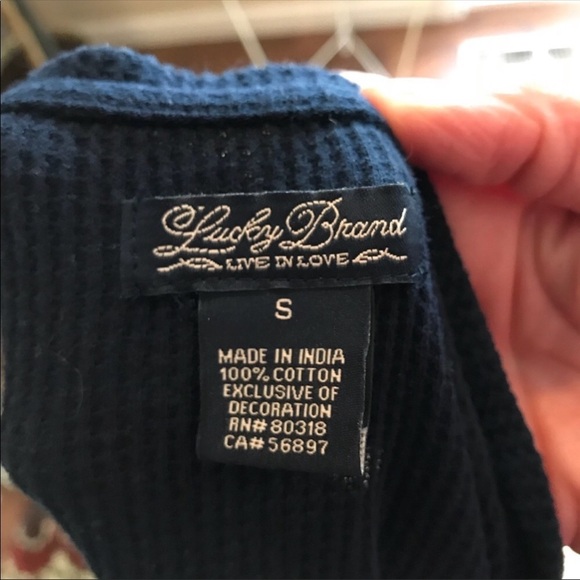 Lucky Brand
LIVE IN LOVE
S
MADE IN INDIA
100% COTTON
EXCLUSIVE OF
DECORATION
RN# 80318
CA# 56897